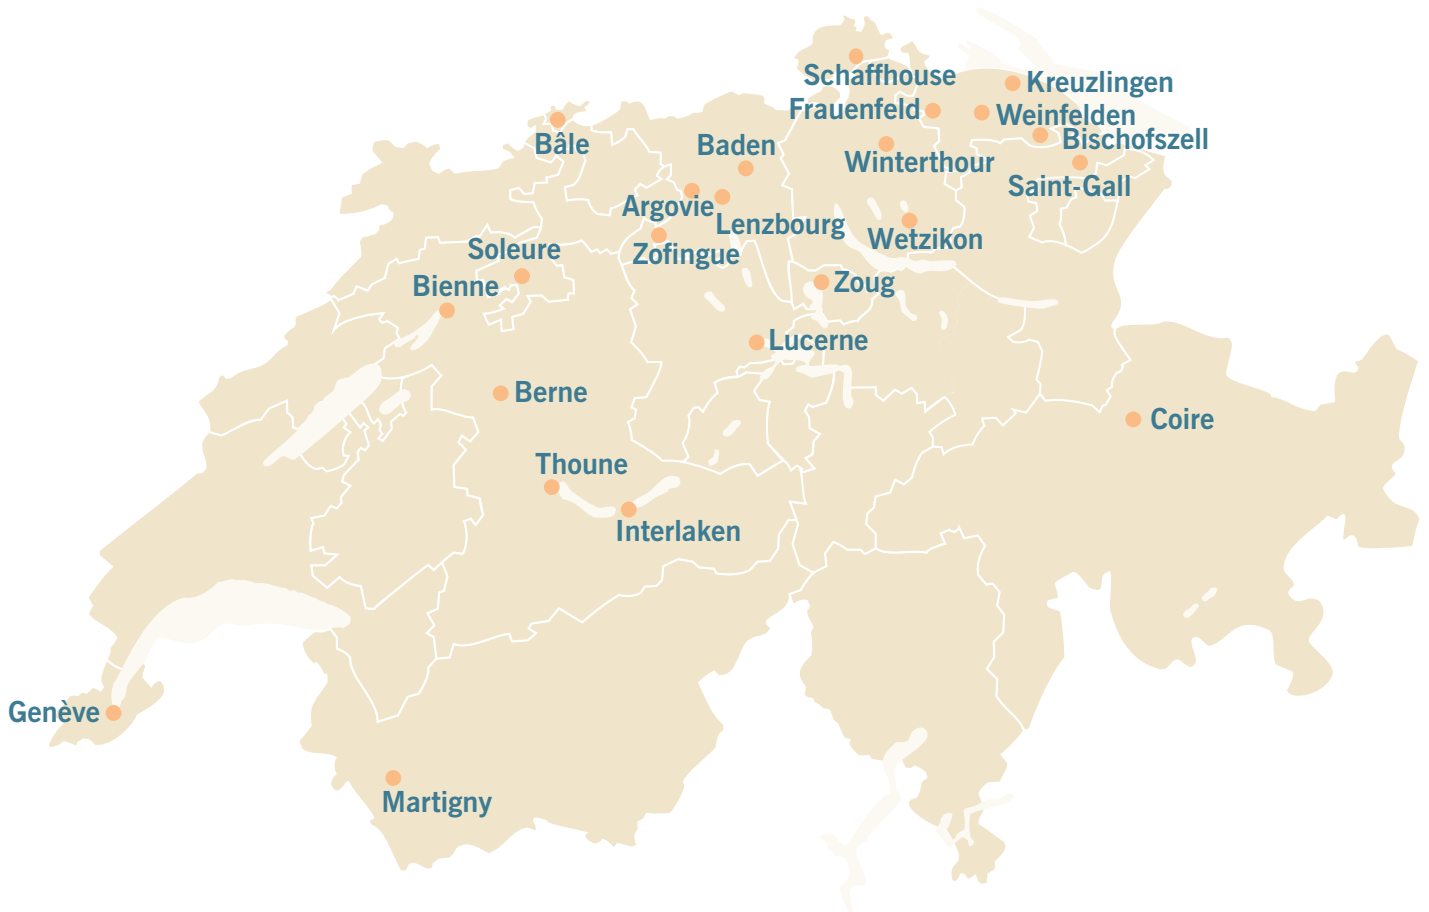 Schaffhouse
Kreuzlingen
Frauenfeld
Weinfelden
Bâle
Baden
Bischofszell
Winterthour
Saint-Gall
Argovie
Lenzbourg
Wetzikon
Soleure
Zofingue
Bienne
Zoug
Lucerne
Berne
Coire
Thoune
Interlaken
Genève
Martigny